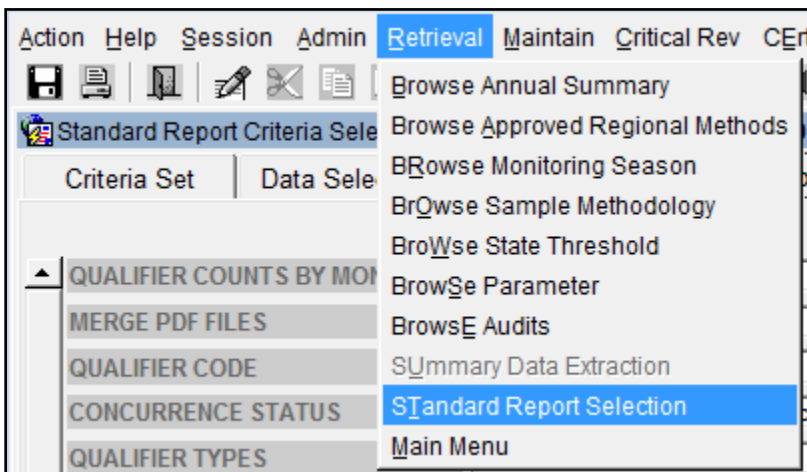 Action Help Session Admin Retrieval Maintain Critical Rev CErt
Standard Report Criteria Sele
Criteria Set Data Sele
Browse Annual Summary
Browse Approved Regional Methods
BRowse Monitoring Season
BrOwse Sample Methodology
BroWse State Threshold
BrowSe Parameter
BrowsE Audits
SUmmary Data Extraction
STandard Report Selection
Main Menu
QUALIFIER COUNTS BY MON
MERGE PDF FILES
QUALIFIER CODE
CONCURRENCE STATUS
QUALIFIER TYPES